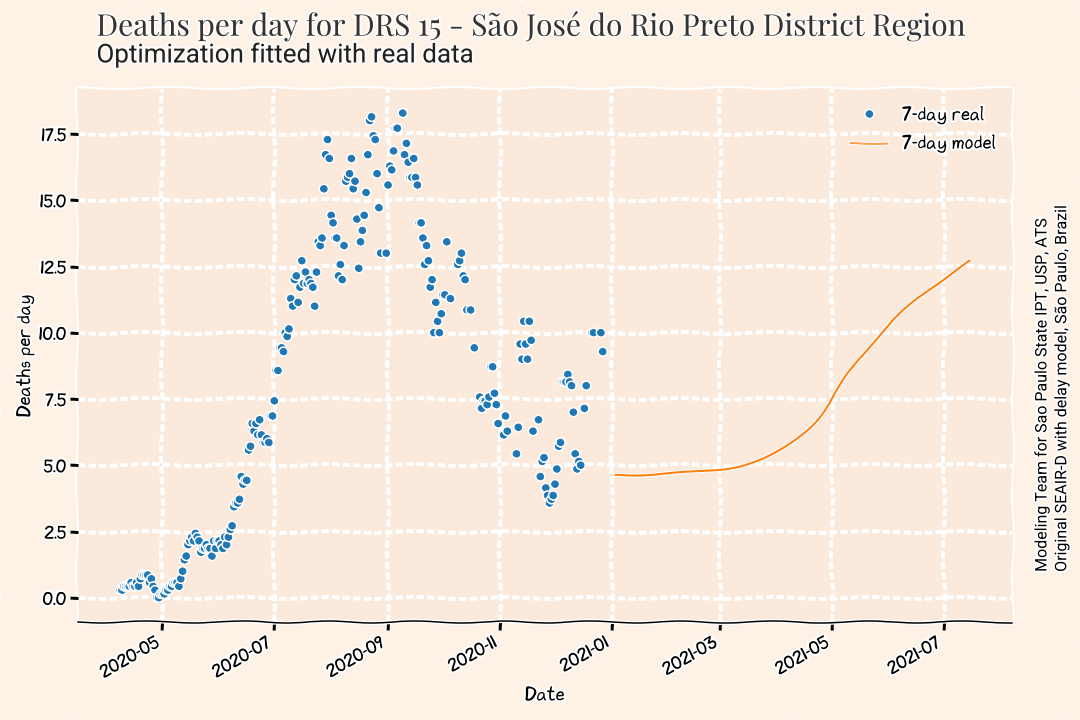 Deaths per day for DRS 15 - São José do Rio Preto District Region
Optimization fitted with real data
7-day real
7-day model
17.5
15.0
12.5
10.0
7.5
5.0
2.5
0.0
Deaths per day
2020-05
2020-07
2020-09
2020-11
2021-01
2021-03
2021-05
2021-07
Date
Modeling Team for Sao Paulo State IPT, USP, ATS
Original SEAIR-D with delay model, São Paulo, Brazil